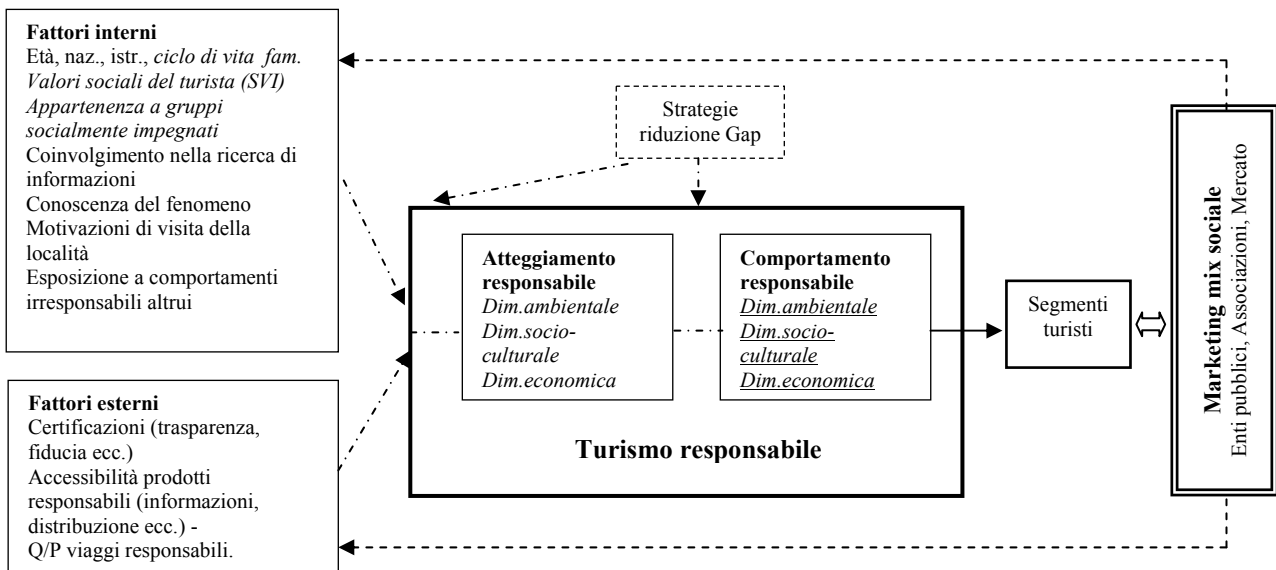 Fattori interni
Età, naz., istr., ciclo di vita fam.
Valori sociali del turista (SVI)
Appartenenza a gruppi
socialmente impegnati
Coinvolgimento nella ricerca di
informazioni
Conoscenza del fenomeno
Motivazioni di visita della
località
Esposizione a comportamenti
irresponsabili altrui
Fattori esterni
Certificazioni (trasparenza,
fiducia ecc.)
Accessibilità prodotti
responsabili (informazioni,
distribuzione ecc.) -
Q/P viaggi responsabili.
Strategie
riduzione Gap
Atteggiamento
responsabile
Dim.ambientale
Dim.socio-
culturale
Dim.economica
Comportamento
responsabile
Dim.ambientale
Dim.socio-
culturale
Dim.economica
Turismo responsabile
Segmenti
turisti
Marketing mix sociale
Enti pubblici, Associazioni, Mercato